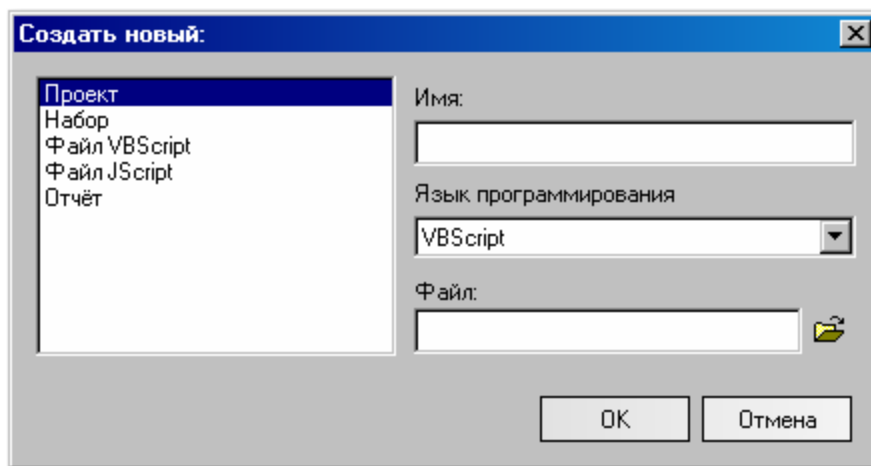 Создать новый:
Проект
Набор
Файл VBScript
Файл JScript
Отчёт
Имя:
Язык программирования
VBScript
Файл:
OK
Отмена